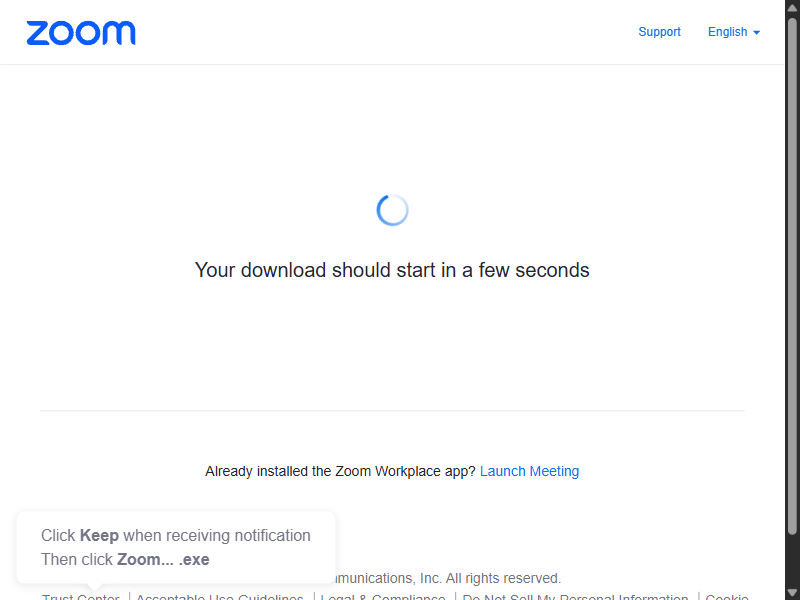 zoom
Support
English
Your download should start in a few seconds
Already installed the Zoom Workplace app? Launch Meeting
Click Keep when receiving notification
Then click Zoom... .exe
Inc. All rights reserved.
Trust Center | Acceptable Use Guidelines | Legal & Compliance | Do Not Sell My Personal Information | Cookie